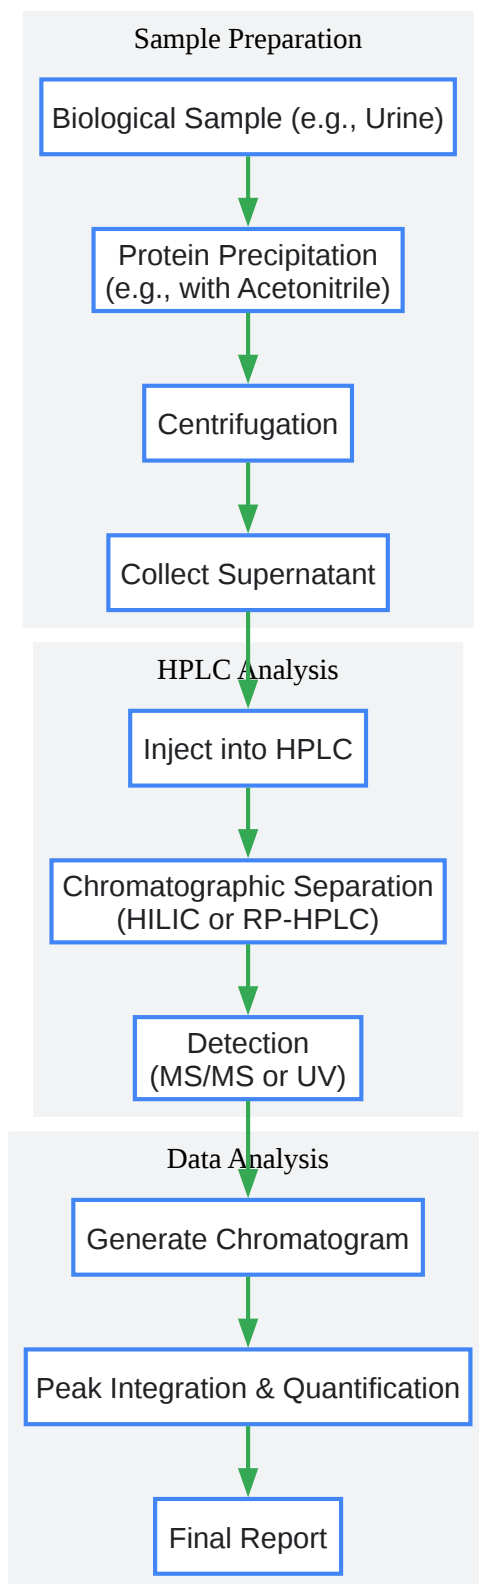 Sample Preparation
Biological Sample (e.g., Urine)
Protein Precipitation
(e.g., with Acetonitrile)
Centrifugation
Collect Supernatant
HPLC Analysis
Inject into HPLC
Chromatographic Separation
(HILIC or RP-HPLC)
Detection
(MS/MS or UV)
Data Analysis
Generate Chromatogram
Peak Integration & Quantification
Final Report